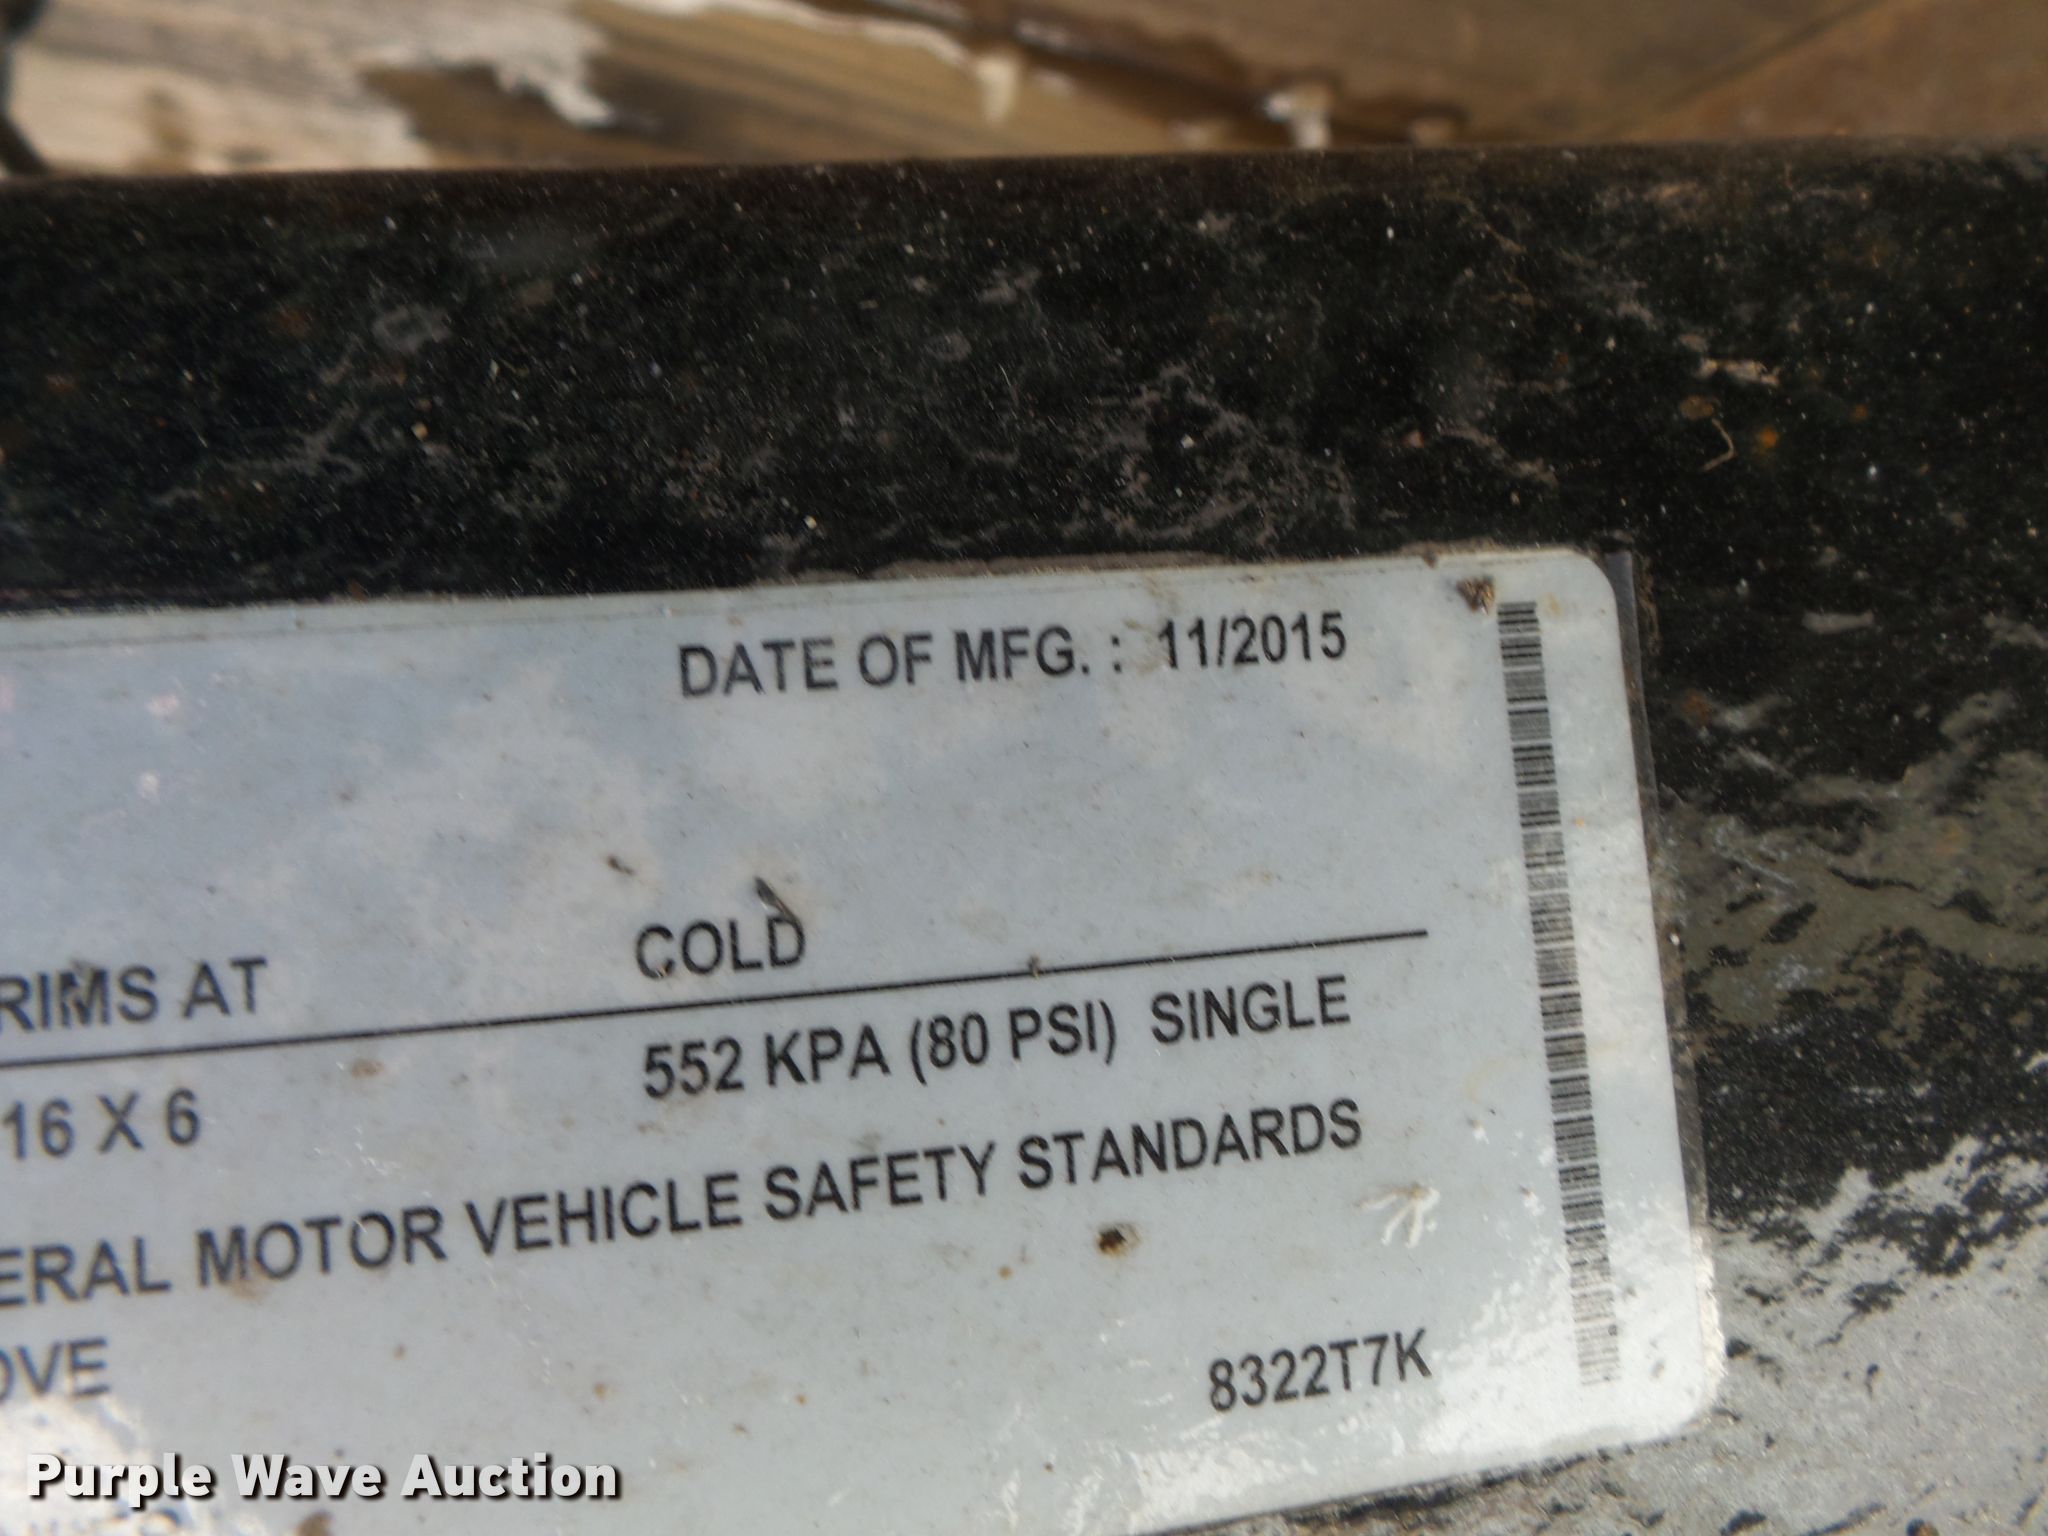 DATE OF MFG. : 11/2015
RIMS AT COLD
16 X 6 552 KPA (80 PSI) SINGLE
ERAL MOTOR VEHICLE SAFETY STANDARDS
OVE
8322T7K
Purple Wave Auction